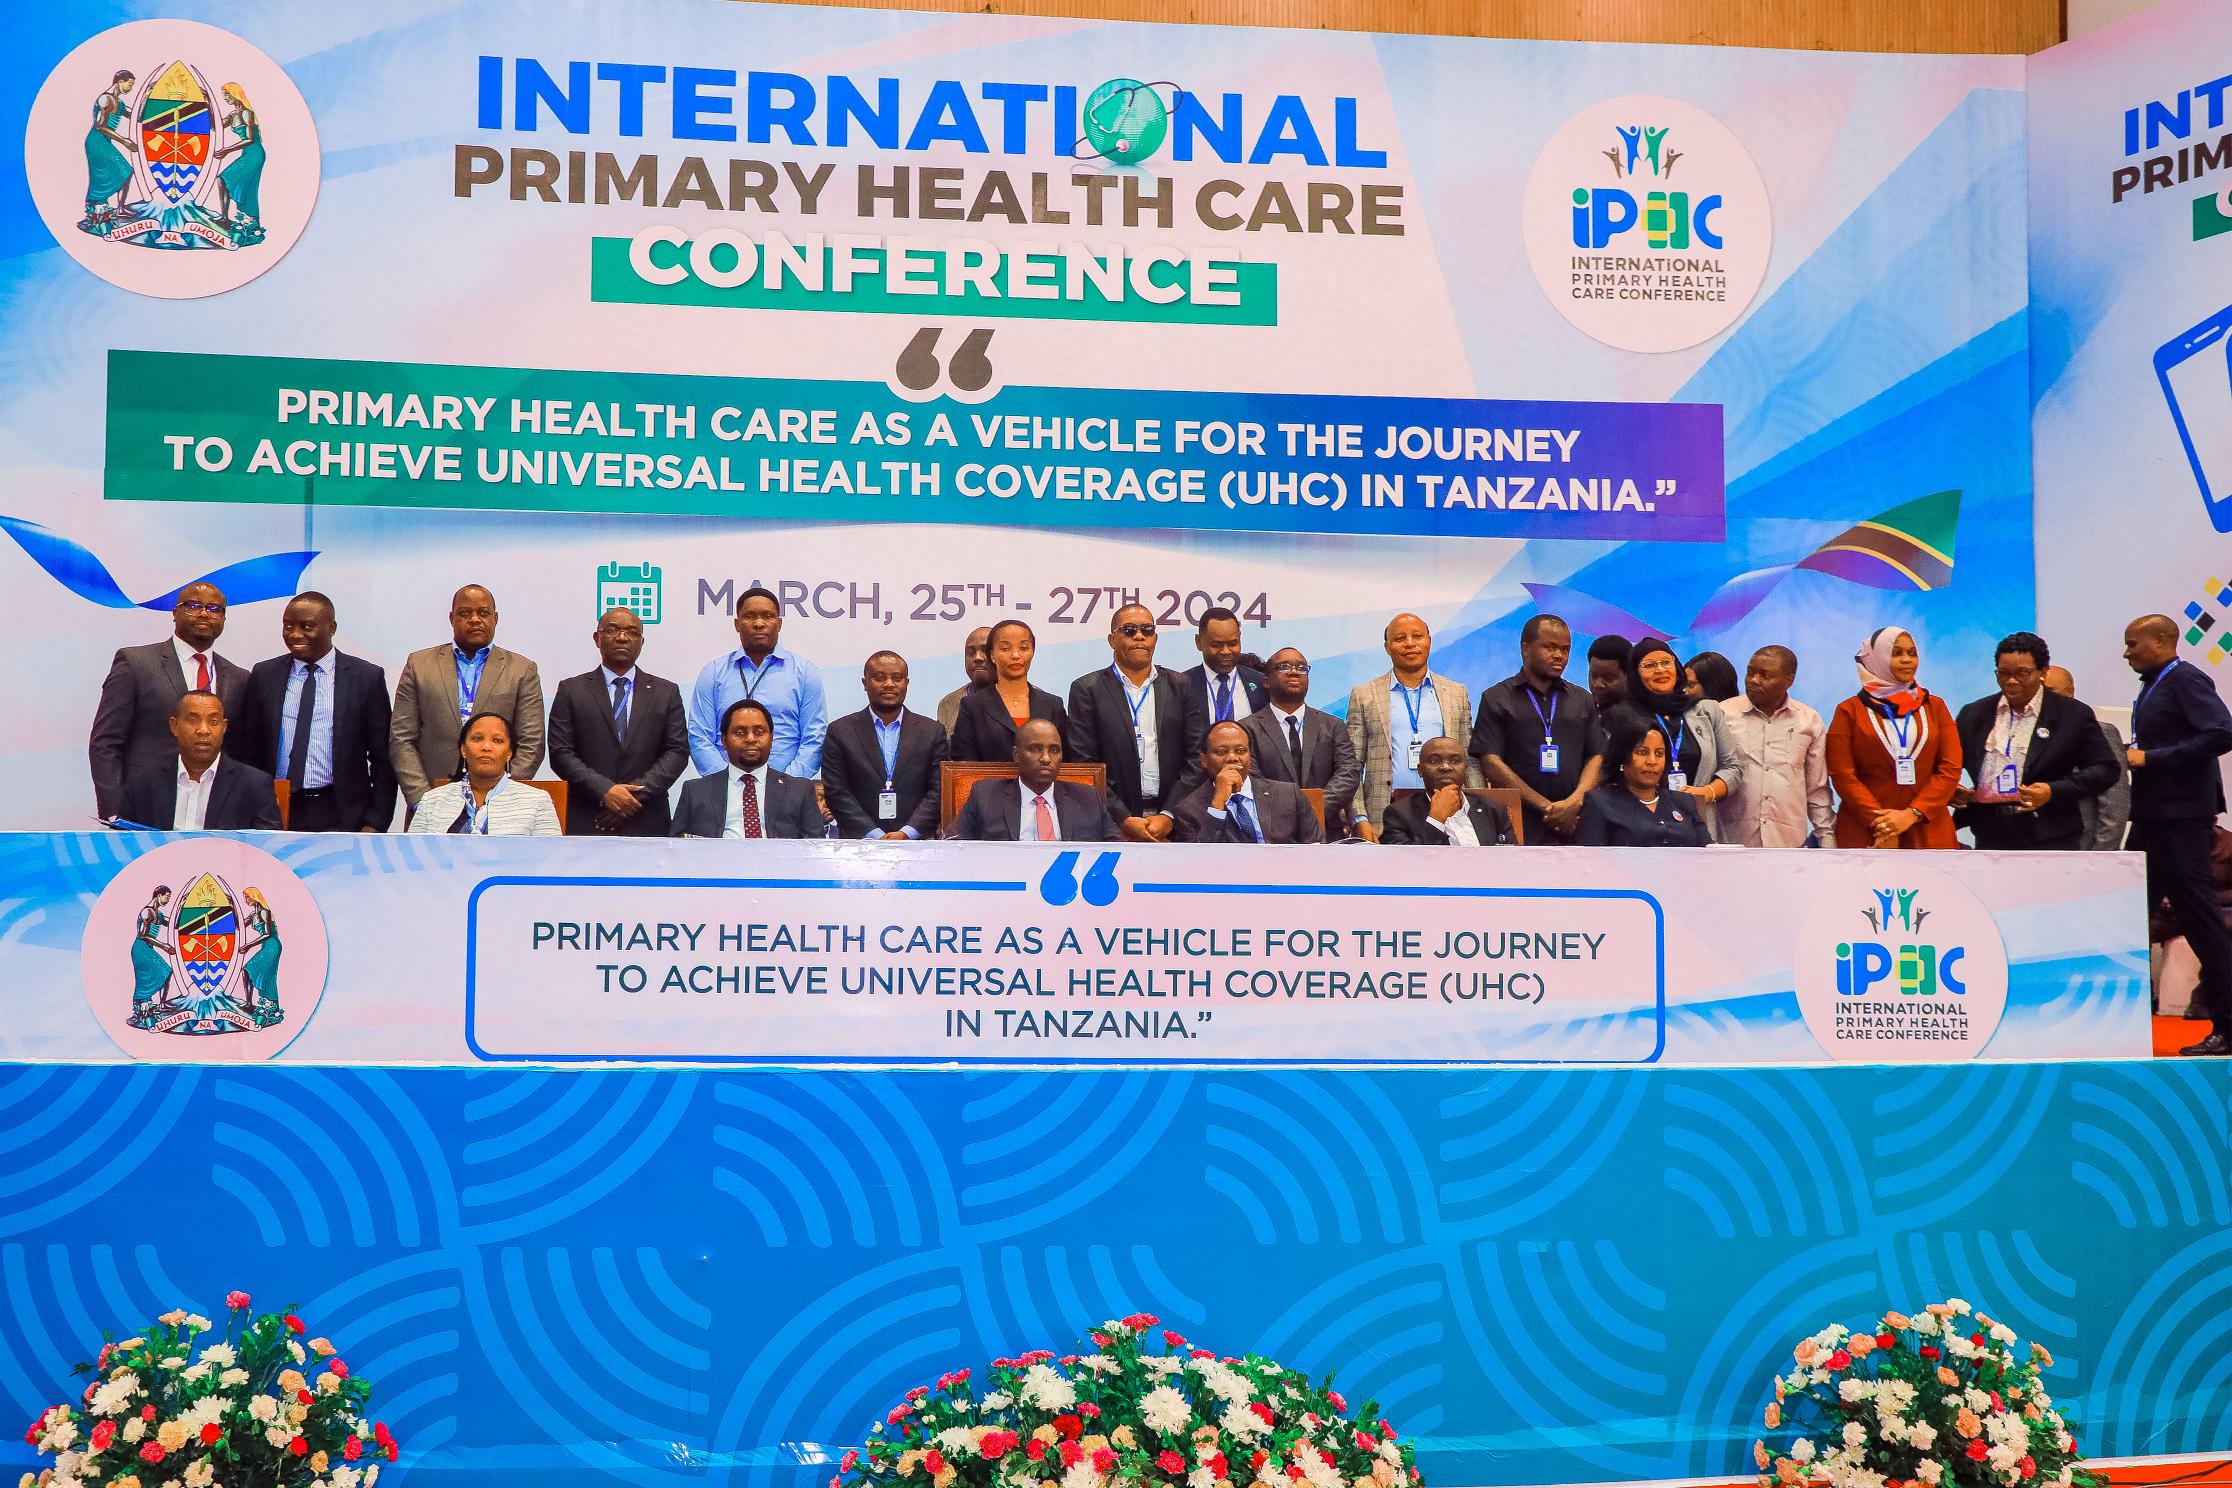 INTERNATIONAL
PRIMARY HEALTH CARE
CONFERENCE
“
PRIMARY HEALTH CARE AS A VEHICLE FOR THE JOURNEY
TO ACHIEVE UNIVERSAL HEALTH COVERAGE (UHC) IN TANZANIA.”
MARCH, 25TH - 27TH 2024
UHURU NA UMOJA
iPHC
INTERNATIONAL
PRIMARY HEALTH
CARE CONFERENCE
INT
PRIM
C
“
PRIMARY HEALTH CARE AS A VEHICLE FOR THE JOURNEY
TO ACHIEVE UNIVERSAL HEALTH COVERAGE (UHC)
IN TANZANIA.”
UHURU NA UMOJA
iPHC
INTERNATIONAL
PRIMARY HEALTH
CARE CONFERENCE